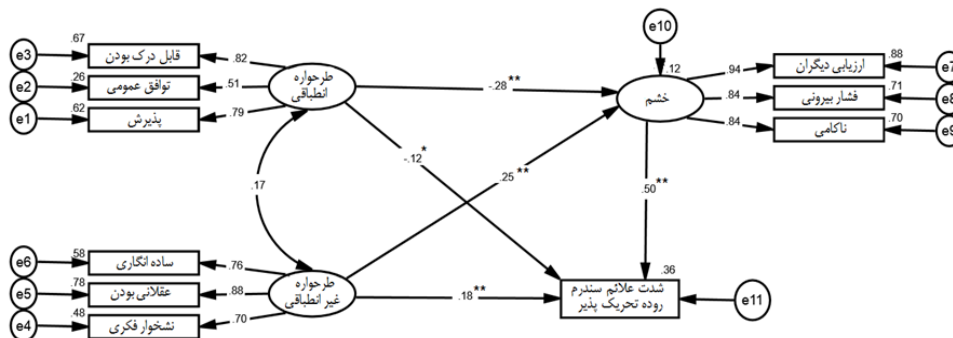 e10
.67
e3
قابل درک بودن
.82
.26
e2
توافق عمومی
.51
.62
e1
پذیرش
.79
طرحواره
انطباقی
-.28**
.12
خشم
.94
ارزیابی دیگران
.88
e7
.84
فشار بیرونی
.71
e8
.84
ناکامی
.70
e9
-.12*
.17
.25**
.50**
.58
e6
ساده انگاری
.76
.78
e5
عقلانی بودن
.88
.48
e4
نشخوار فکری
.70
طرحواره
غیر انطباقی
.18**
.36
شدت علائم سندرم
روده تحریک پذیر
e11